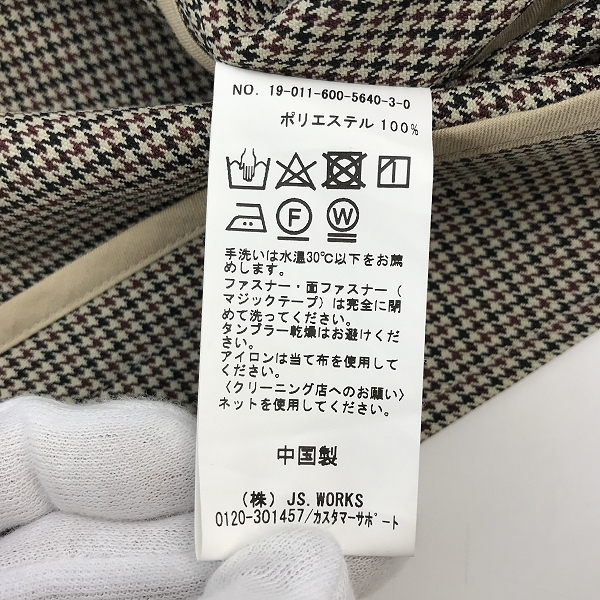 NO. 19-011-600-5640-3-0
ポリエステル 100%
F W
手洗いは水温30℃以下をお薦
めします。
ファスナー・面ファスナー(
マジックテープ)は完全に閉
めて洗ってください。
タンブラー乾燥はお避けくだ
さい。
アイロンは当て布を使用して
ください。
〈クリーニング店へのお願い〉
ネットを使用してください。
中国製
(株) JS. WORKS
0120-301457/カスタマーサポート